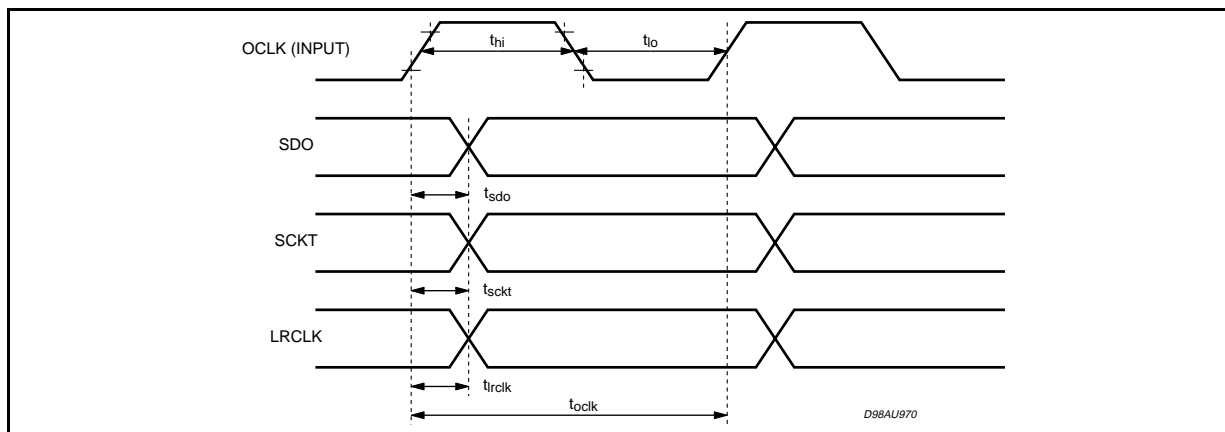 OCLK (INPUT)
thi
tlo
SDO
tsdo
SCKT
tsckt
LRCLK
tlrclk
toclk
D98AU970